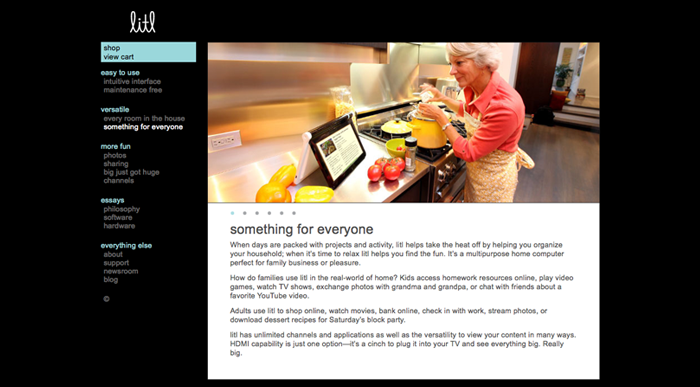 litl
shop
view cart
easy to use
intuitive interface
maintenance free
versatile
every room in the house
something for everyone
more fun
photos
sharing
big just got huge
channels
essays
philosophy
software
hardware
everything else
about
support
newsroom
blog
©
something for everyone
When days are packed with projects and activity, litl helps take the heat off by helping you organize
your household; when it's time to relax litl helps you find the fun. It's a multipurpose home computer
perfect for family business or pleasure.
How do families use litl in the real-world of home? Kids access homework resources online, play video
games, watch TV shows, exchange photos with grandma and grandpa, or chat with friends about a
favorite YouTube video.
Adults use litl to shop online, watch movies, bank online, check in with work, stream photos, or
download dessert recipes for Saturday's block party.
litl has unlimited channels and applications as well as the versatility to view your content in many ways.
HDMI capability is just one option—it's a cinch to plug it into your TV and see everything big. Really
big.